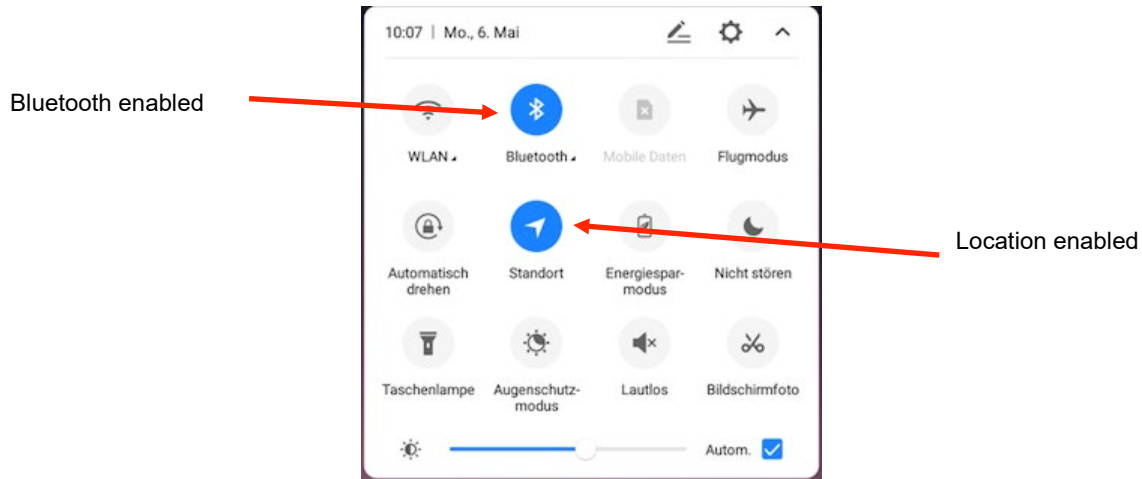 10:07 | Mo., 6. Mai
Bluetooth enabled
WLAN
Bluetooth
Mobile Daten
Flugmodus
Location enabled
Automatisch
drehen
Standort
Energiespar-
modus
Nicht stören
Taschenlampe
Augenschutz-
modus
Lautlos
Bildschirmfoto
Autom.